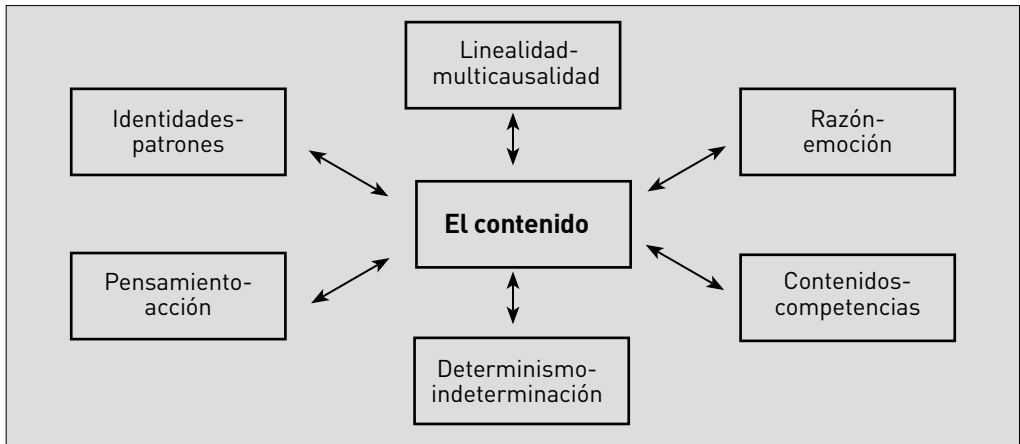 Linealidad-
multicausalidad
Identidades-
patrones
Razón-
emoción
El contenido
Pensamiento-
acción
Contenidos-
competencias
Determinismo-
indeterminación